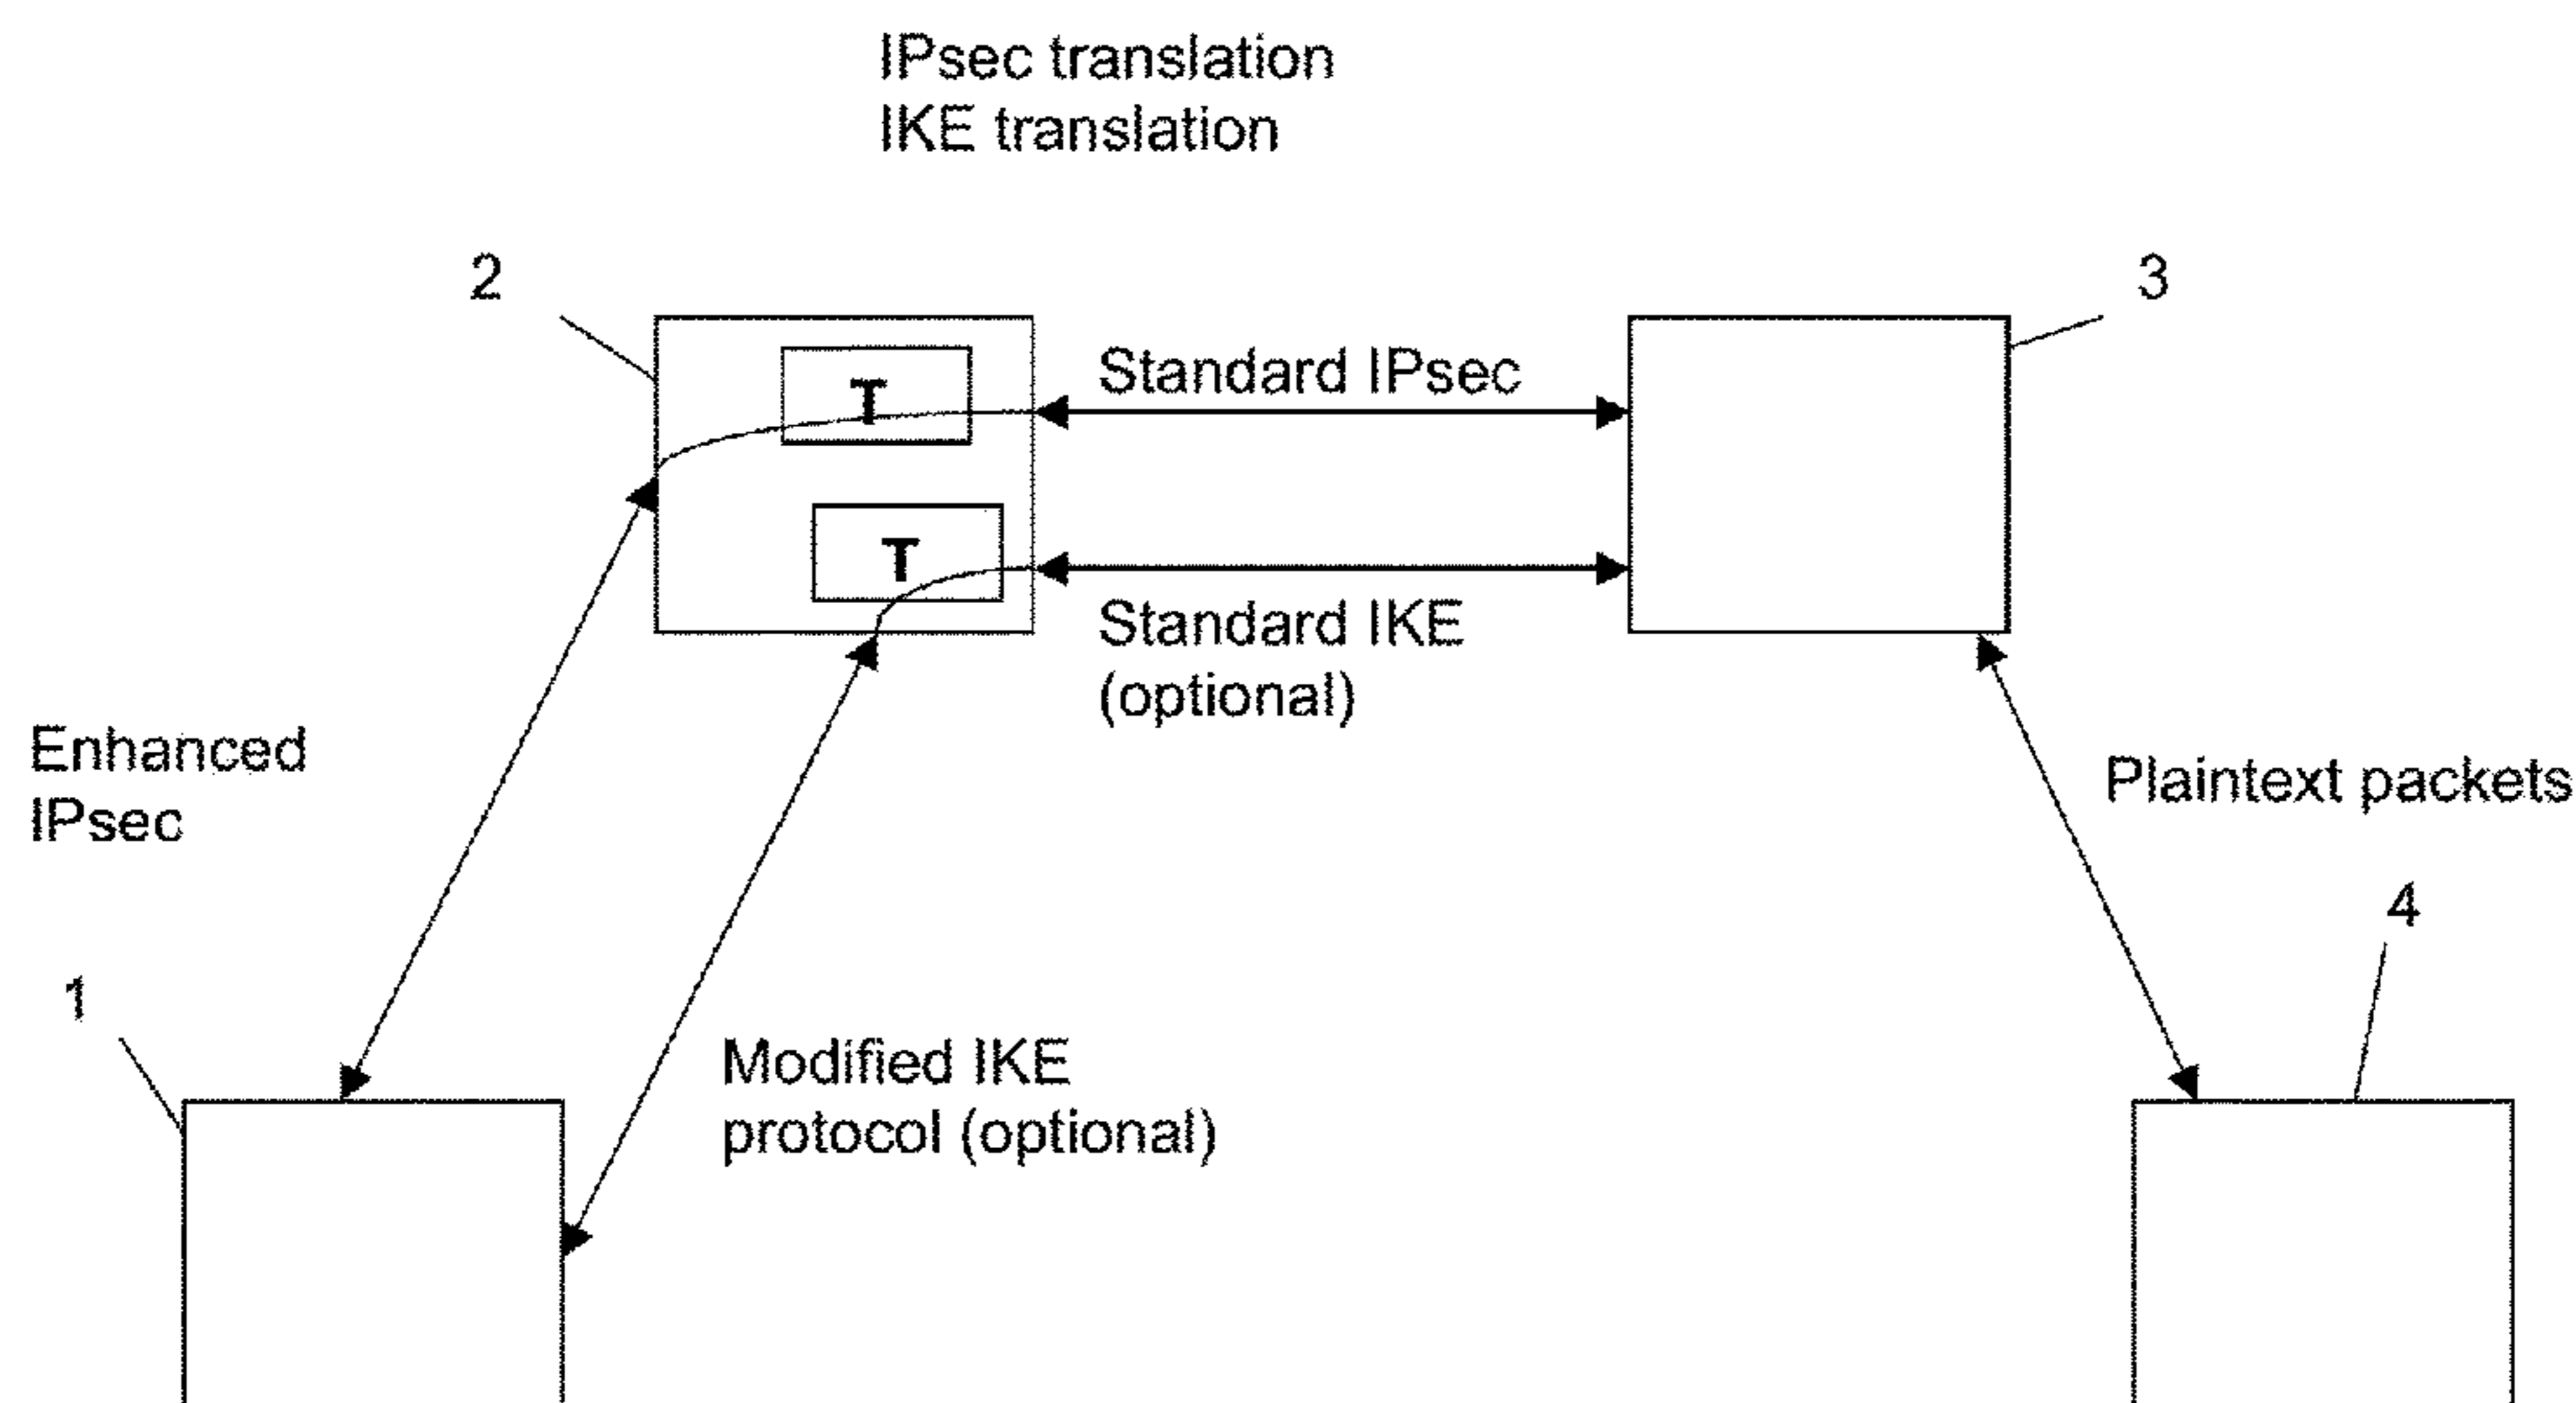 IPsec translation
IKE translation
2
3
T
Standard IPsec
T
Standard IKE
(optional)
Enhanced
IPsec
Plaintext packets
4
1
Modified IKE
protocol (optional)